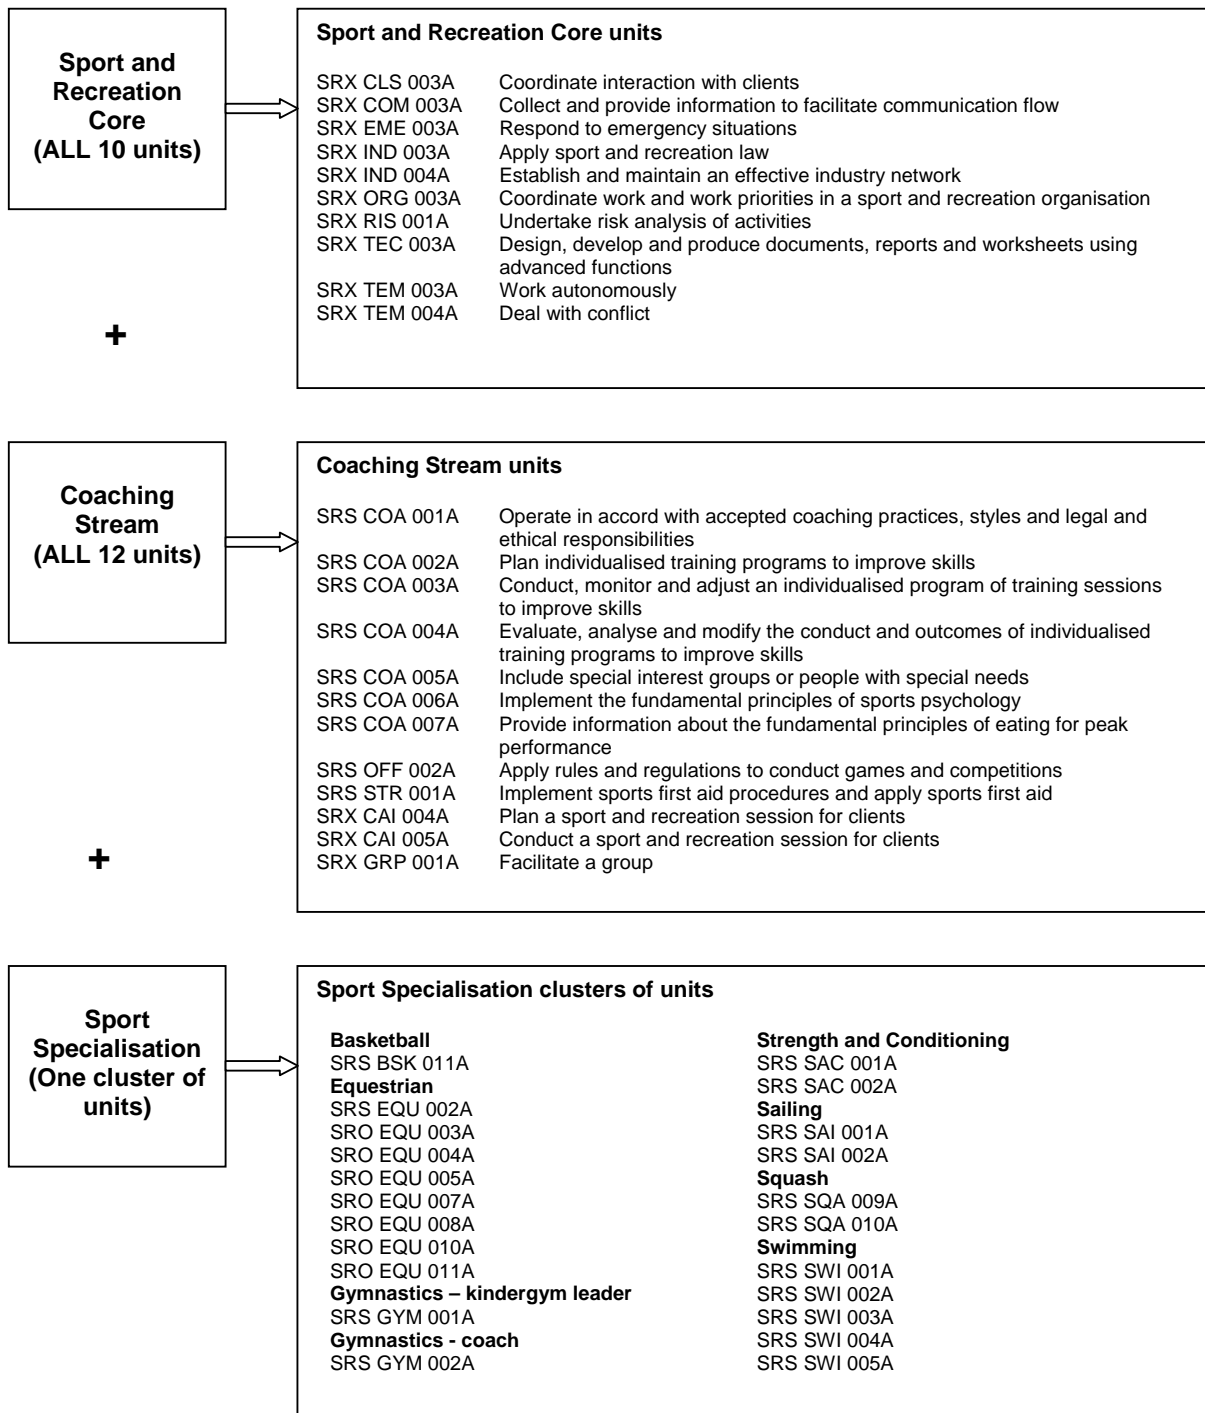 Sport and
Recreation
Core
(ALL 10 units)
Sport and Recreation Core units
SRX CLS 003A Coordinate interaction with clients
SRX COM 003A Collect and provide information to facilitate communication flow
SRX EME 003A Respond to emergency situations
SRX IND 003A Apply sport and recreation law
SRX IND 004A Establish and maintain an effective industry network
SRX ORG 003A Coordinate work and work priorities in a sport and recreation organisation
SRX RIS 001A Undertake risk analysis of activities
SRX TEC 003A Design, develop and produce documents, reports and worksheets using
advanced functions
SRX TEM 003A Work autonomously
SRX TEM 004A Deal with conflict
+
Coaching
Stream
(ALL 12 units)
Coaching Stream units
SRS COA 001A Operate in accord with accepted coaching practices, styles and legal and
ethical responsibilities
SRS COA 002A Plan individualised training programs to improve skills
SRS COA 003A Conduct, monitor and adjust an individualised program of training sessions
to improve skills
SRS COA 004A Evaluate, analyse and modify the conduct and outcomes of individualised
training programs to improve skills
SRS COA 005A Include special interest groups or people with special needs
SRS COA 006A Implement the fundamental principles of sports psychology
SRS COA 007A Provide information about the fundamental principles of eating for peak
performance
SRS OFF 002A Apply rules and regulations to conduct games and competitions
SRS STR 001A Implement sports first aid procedures and apply sports first aid
SRX CAI 004A Plan a sport and recreation session for clients
SRX CAI 005A Conduct a sport and recreation session for clients
SRX GRP 001A Facilitate a group
+
Sport
Specialisation
(One cluster of
units)
Sport Specialisation clusters of units
Basketball
SRS BSK 011A
Equestrian
SRS EQU 002A
SRO EQU 003A
SRO EQU 004A
SRO EQU 005A
SRO EQU 007A
SRO EQU 008A
SRO EQU 010A
SRO EQU 011A
Gymnastics – kindergym leader
SRS GYM 001A
Gymnastics - coach
SRS GYM 002A
Strength and Conditioning
SRS SAC 001A
SRS SAC 002A
Sailing
SRS SAI 001A
SRS SAI 002A
Squash
SRS SQA 009A
SRS SQA 010A
Swimming
SRS SWI 001A
SRS SWI 002A
SRS SWI 003A
SRS SWI 004A
SRS SWI 005A